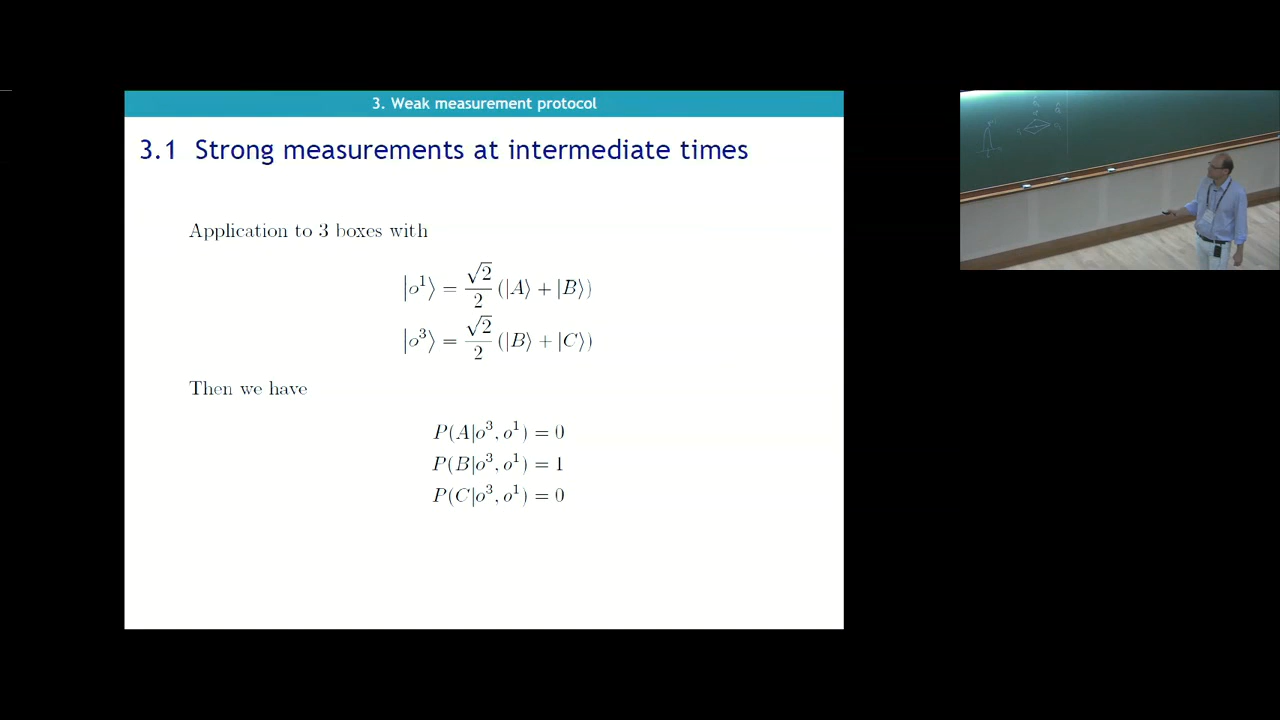 3. Weak measurement protocol
3.1 Strong measurements at intermediate times
Application to 3 boxes with
|o¹⟩ = √2/2 (|A⟩ + |B⟩)
|o³⟩ = √2/2 (|B⟩ + |C⟩)
Then we have
P(A|o³, o¹) = 0
P(B|o³, o¹) = 1
P(C|o³, o¹) = 0